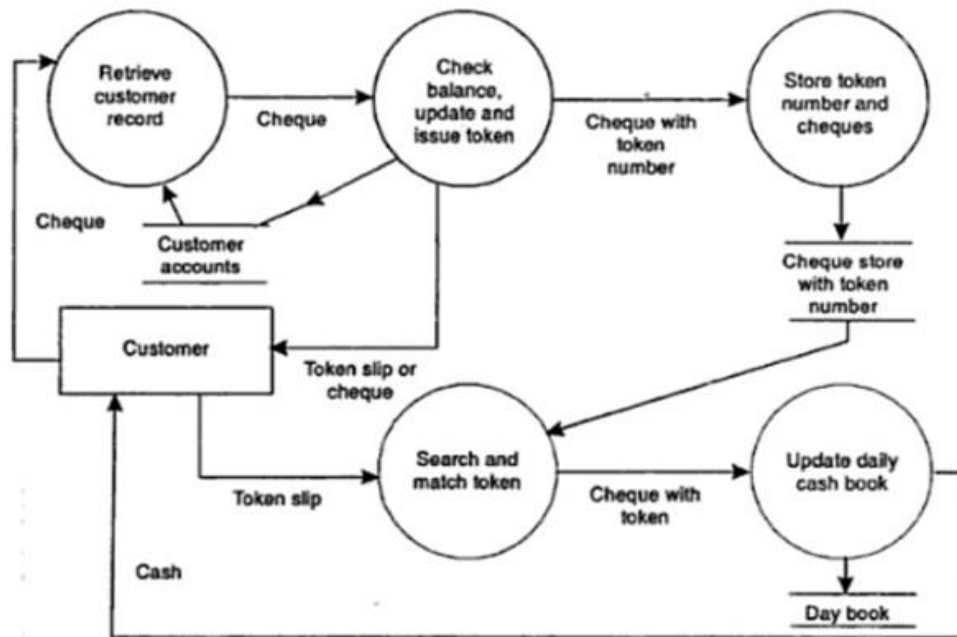 Retrieve
customer
record
Cheque
Check
balance,
update and
issue token
Cheque with
token
number
Store token
number and
cheques
Cheque
Customer
accounts
Cheque store
with token
number
Customer
Token slip or
cheque
Search and
match token
Update daily
cash book
Token slip
Cheque with
token
Cash
Day book